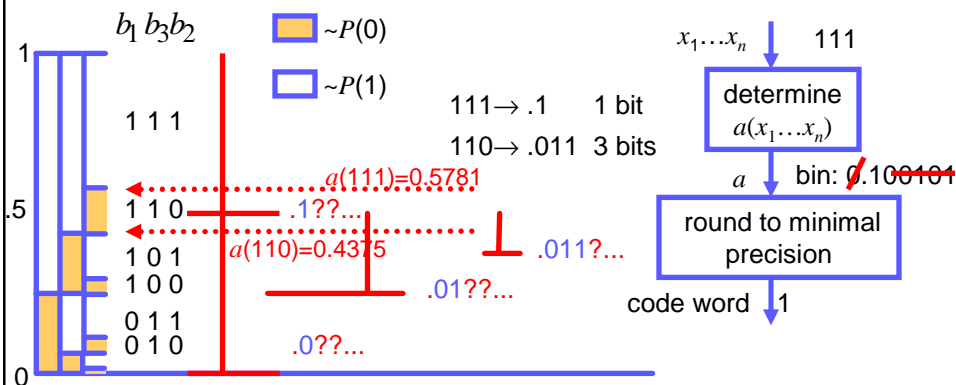 b1 b3b2
~P(0)
~P(1)
1
.5
0
1 1 1
1 1 0
1 0 1
1 0 0
0 1 1
0 1 0
111→ .1 1 bit
110→ .011 3 bits
a(111)=0.5781
a(110)=0.4375
.1??...
.011?...
.01??...
.0??...
x1…xn 111
determine
a(x1…xn)
a bin: 0.100101
round to minimal
precision
code word 1